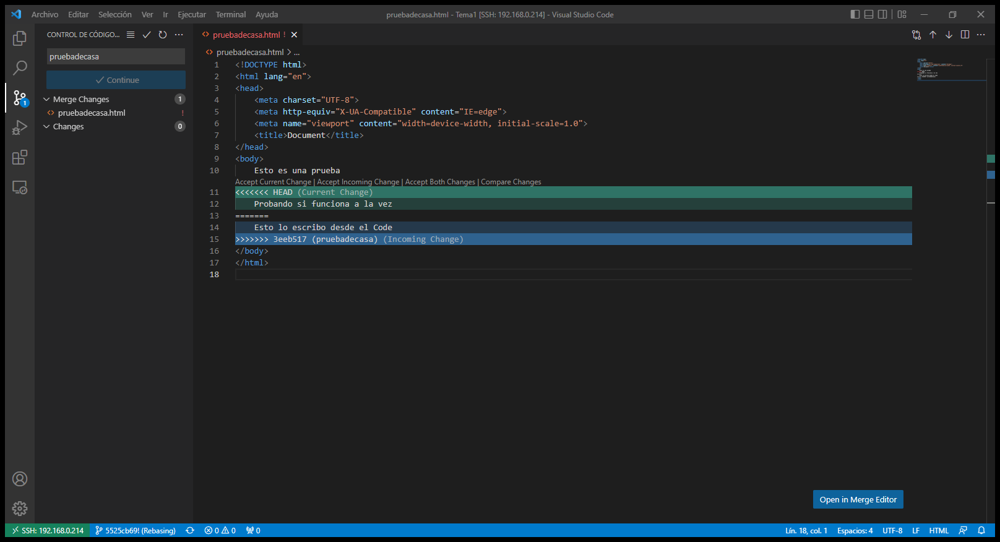 Archivo Editar Selección Ver Ir Ejecutar Terminal Ayuda pruebadecasa.html - Tema1 [SSH: 192.168.0.214] - Visual Studio Code
CONTROL DE CÓDIGO...
pruebadecasa
Continue
Merge Changes 1
pruebadecasa.html !
Changes 0
1
pruebadecasa.html !
pruebadecasa.html > ...
1 <!DOCTYPE html>
2 <html lang="en">
3 <head>
4 <meta charset="UTF-8">
5 <meta http-equiv="X-UA-Compatible" content="IE=edge">
6 <meta name="viewport" content="width=device-width, initial-scale=1.0">
7 <title>Document</title>
8 </head>
9 <body>
10 Esto es una prueba
Accept Current Change | Accept Incoming Change | Accept Both Changes | Compare Changes
11 <<<<<<< HEAD (Current Change)
12 Probando si funciona a la vez
13 =======
14 Esto lo escribo desde el Code
15 >>>>>>> 3eeb517 (pruebadecasa) (Incoming Change)
16 </body>
17 </html>
18
Open in Merge Editor
SSH: 192.168.0.214 5525cb69! (Rebasing) 0 0 0 Lín. 18, col. 1 Espacios: 4 UTF-8 LF HTML